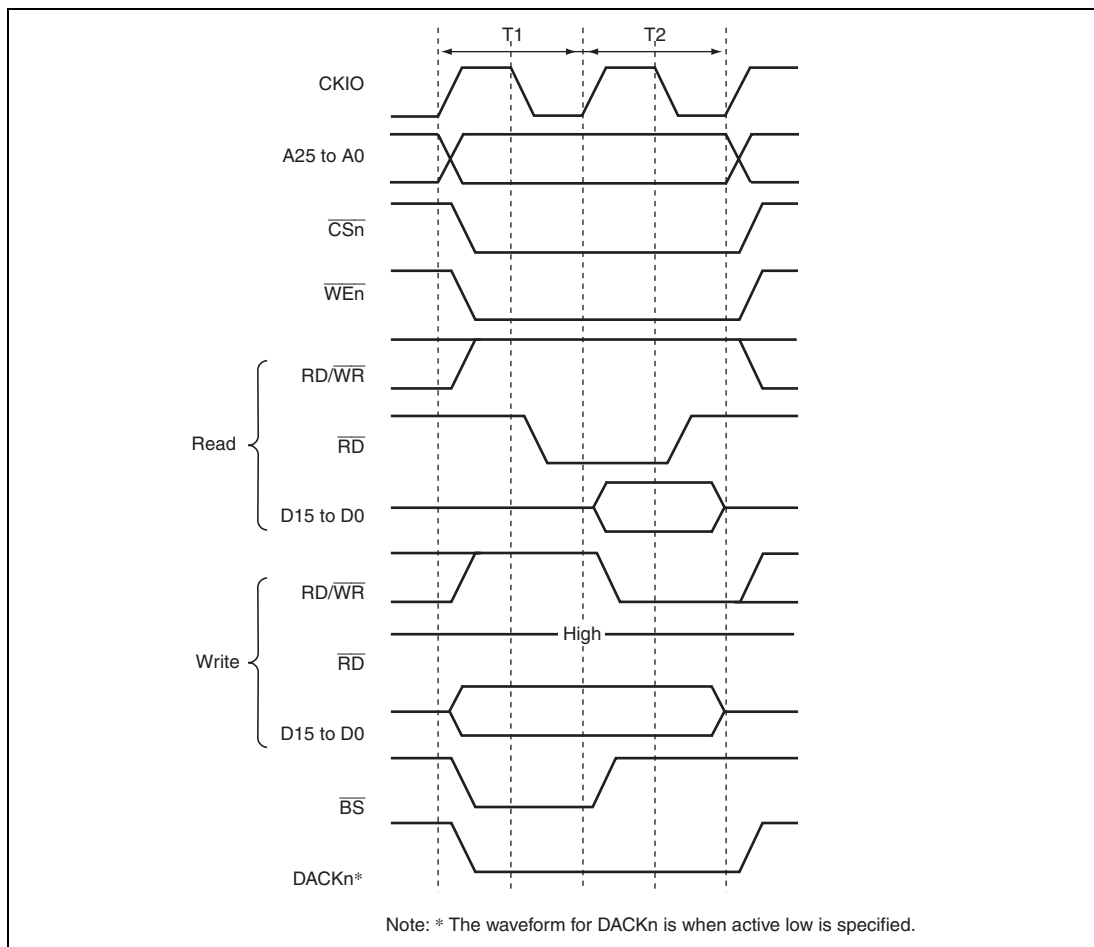 T1 T2
CKIO
A25 to A0
CSn
WEn
RD/WR
Read
RD
D15 to D0
RD/WR
High
Write
RD
D15 to D0
BS
DACKn*
Note: * The waveform for DACKn is when active low is specified.